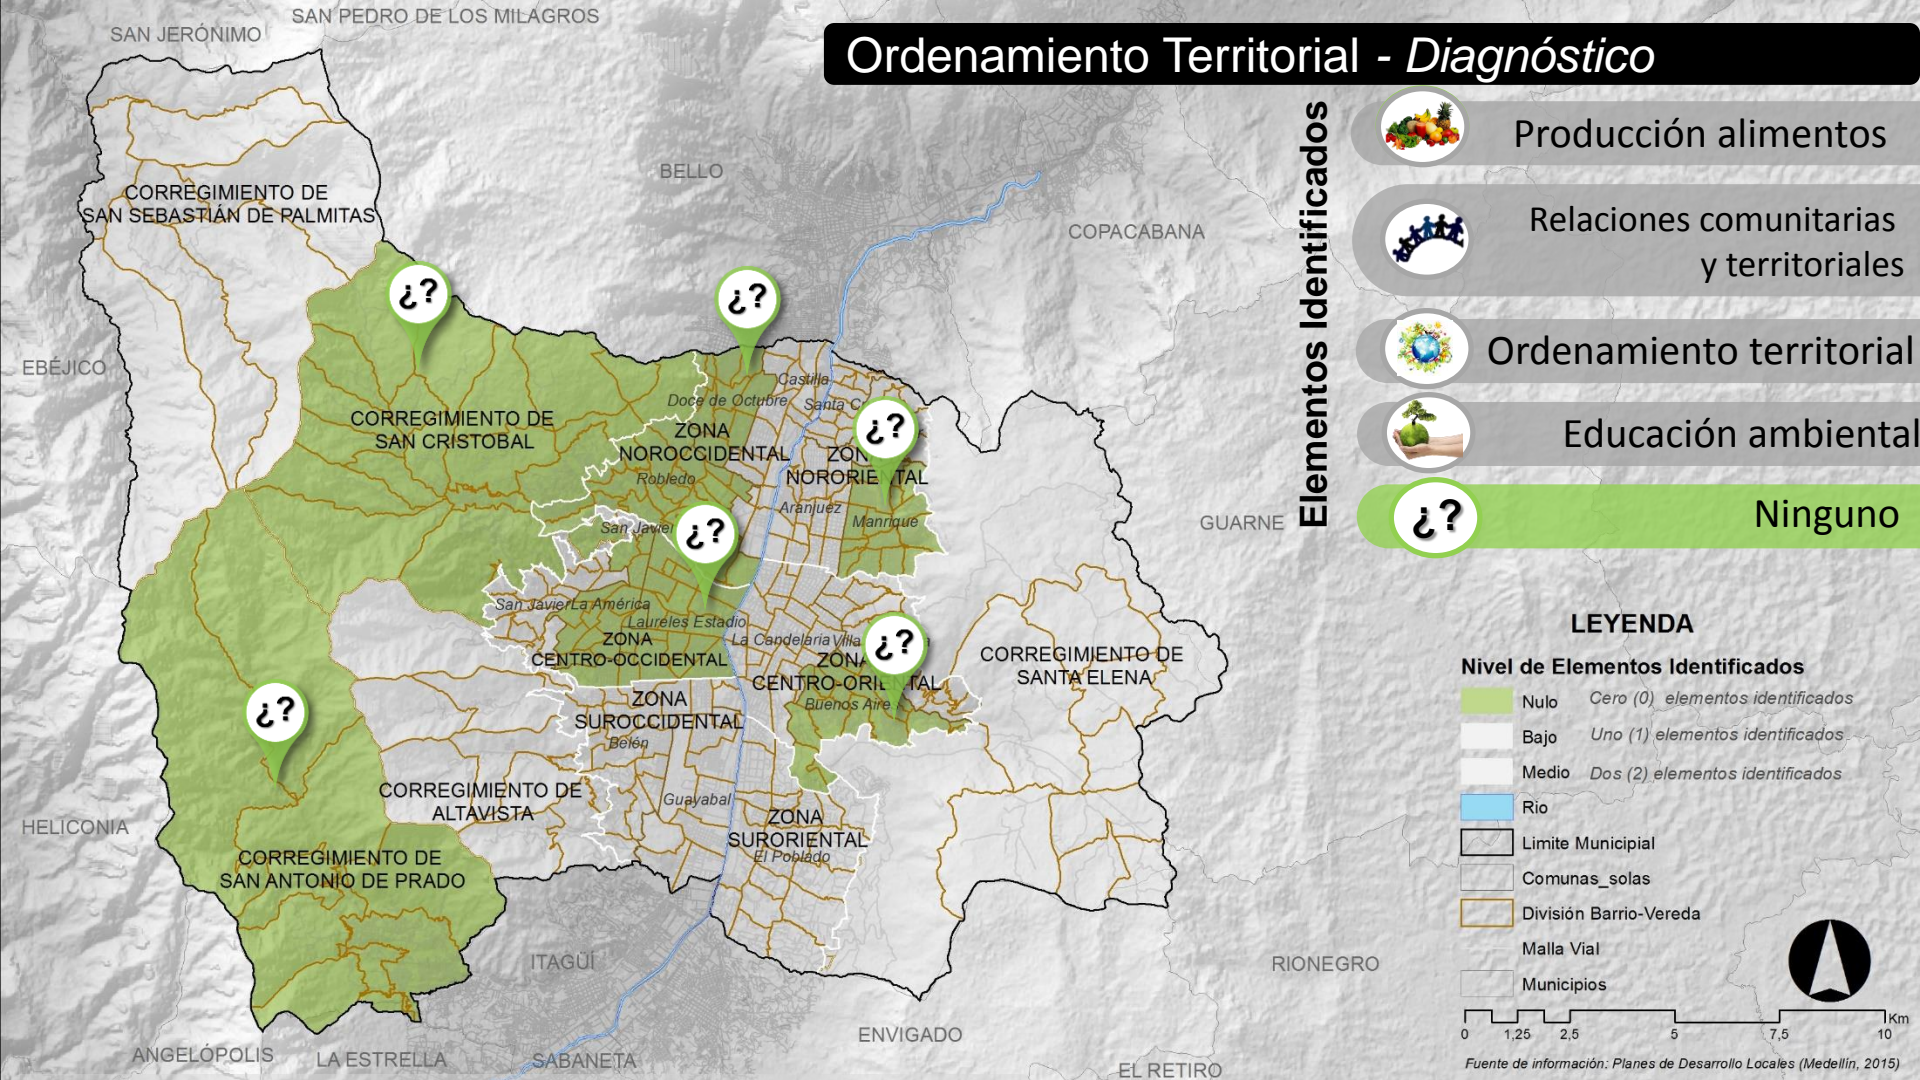 SAN PEDRO DE LOS MILAGROS
SAN JERÓNIMO
Ordenamiento Territorial - Diagnóstico
Elementos Identificados
Producción alimentos
Relaciones comunitarias
y territoriales
Ordenamiento territorial
Educación ambiental
¿?
Ninguno
BELLO
COPACABANA
GUARNE
EBÉJICO
HELICONIA
ANGELÓPOLIS
LA ESTRELLA
SABANETA
ITAGÜÍ
ENVIGADO
EL RETIRO
RIONEGRO
CORREGIMIENTO DE
SAN SEBASTIÁN DE PALMITAS
¿?
¿?
CORREGIMIENTO DE
SAN CRISTOBAL
Castilla
Doce de Octubre
Santa
¿?
ZONA
NOROCCIDENTAL
Robledo
NORORIENTAL
Aranjuez
Manrique
San Javier
¿?
San Javier
La América
Laureles Estadio
ZONA
CENTRO-OCCIDENTAL
La Candelaria
Villa
¿?
ZONA
CENTRO-ORIENTAL
Buenos Aire
CORREGIMIENTO DE
SANTA ELENA
ZONA
SUROCCIDENTAL
Belén
¿?
Guayabal
CORREGIMIENTO DE
ALTAVISTA
ZONA
SURORIENTAL
El Poblado
CORREGIMIENTO DE
SAN ANTONIO DE PRADO
LEYENDA
Nivel de Elementos Identificados
Nulo Cero (0) elementos identificados
Bajo Uno (1) elementos identificados
Medio Dos (2) elementos identificados
Rio
Limite Municipial
Comunas_solas
División Barrio-Vereda
Malla Vial
Municipios
Km
0 1,25 2,5 5 7,5 10
Fuente de información: Planes de Desarrollo Locales (Medellín, 2015)